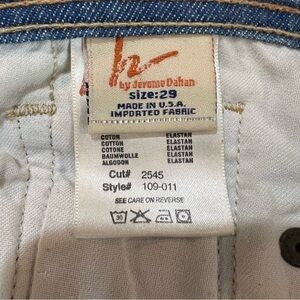 by Jerome Dahan
size:29
MADE IN U.S.A.
IMPORTED FABRIC
COTON ELASTAN
COTTON ELASTAN
COTONE ELASTAN
BAUMWOLLE ELASTAN
ALGODON ELASTAN
Cut# 2545
Style# 109-011
SEE CARE ON REVERSE
30